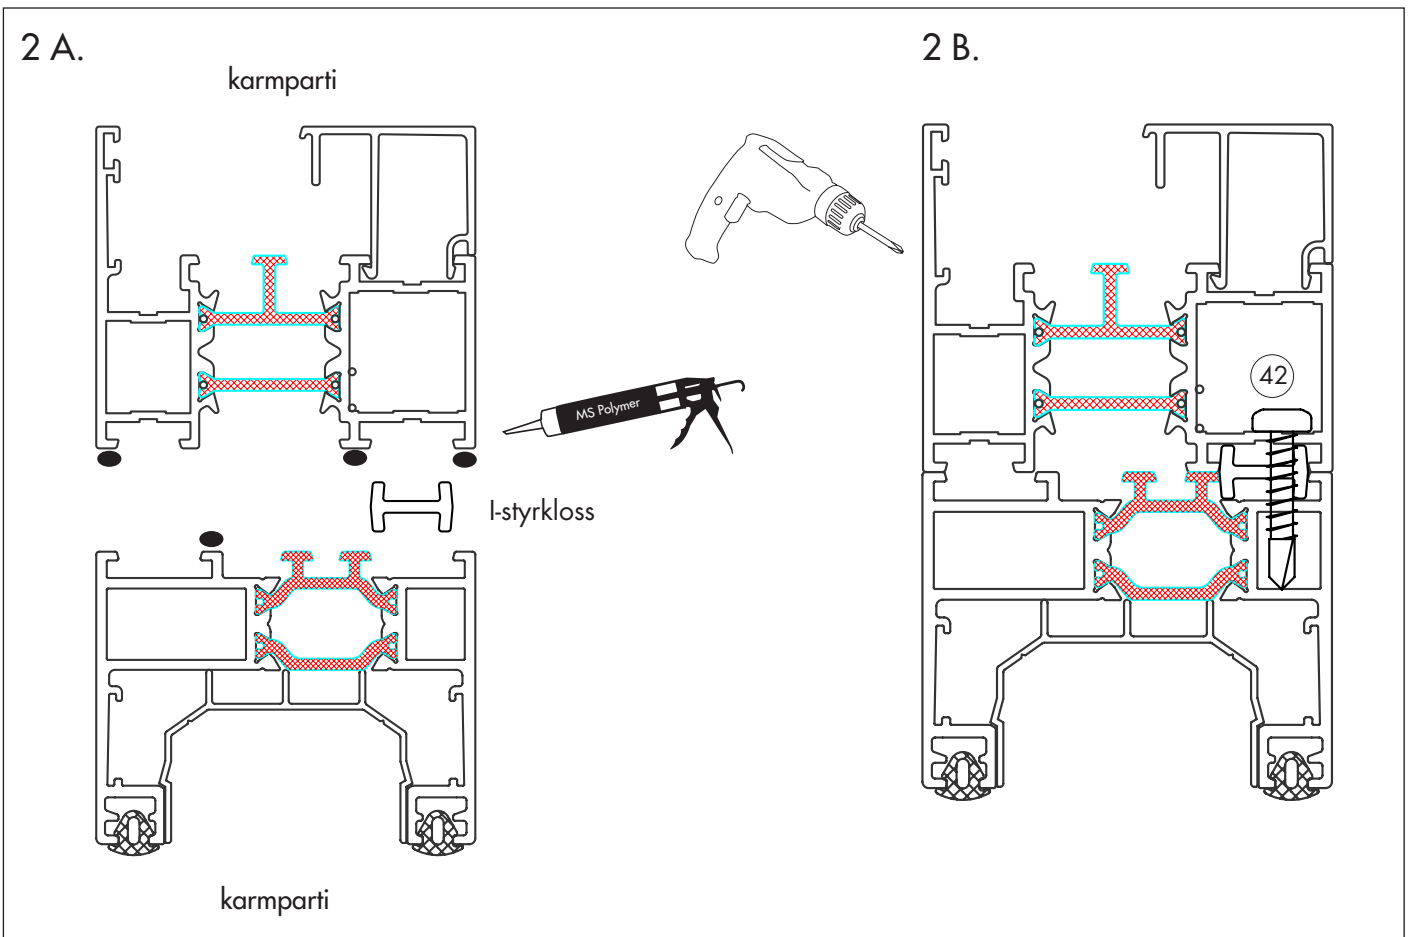 2 A.
karmparti
2 B.
42
MS Polymer
I-styrkloss
karmparti